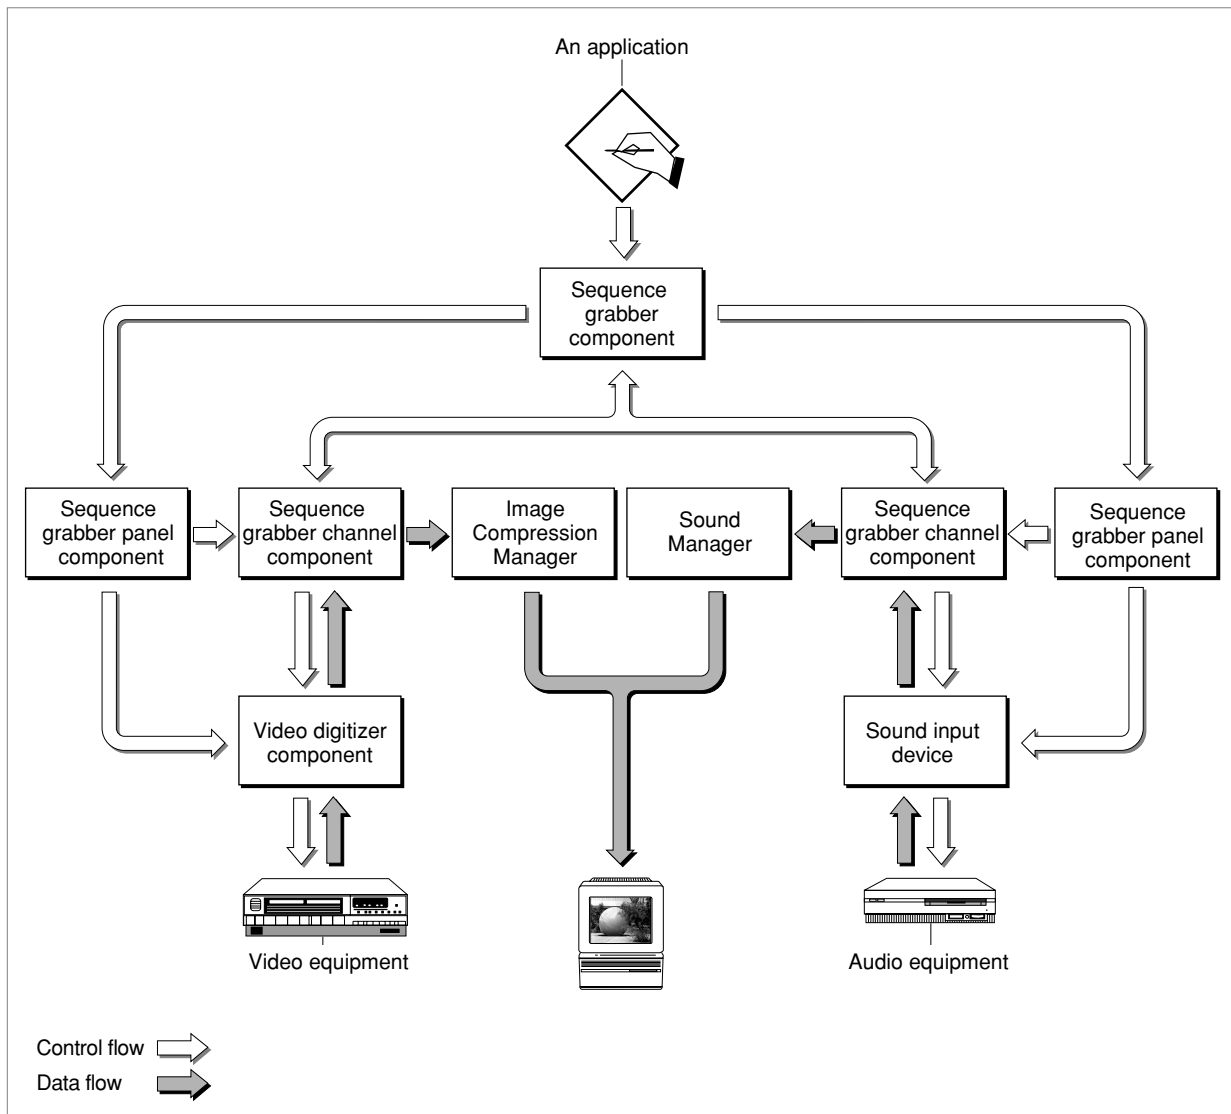 An application
Sequence
grabber
component
Sequence
grabber panel
component
Sequence
grabber channel
component
Image
Compression
Manager
Sound
Manager
Sequence
grabber channel
component
Sequence
grabber panel
component
Video digitizer
component
Sound input
device
Video equipment
Audio equipment
Control flow
Data flow